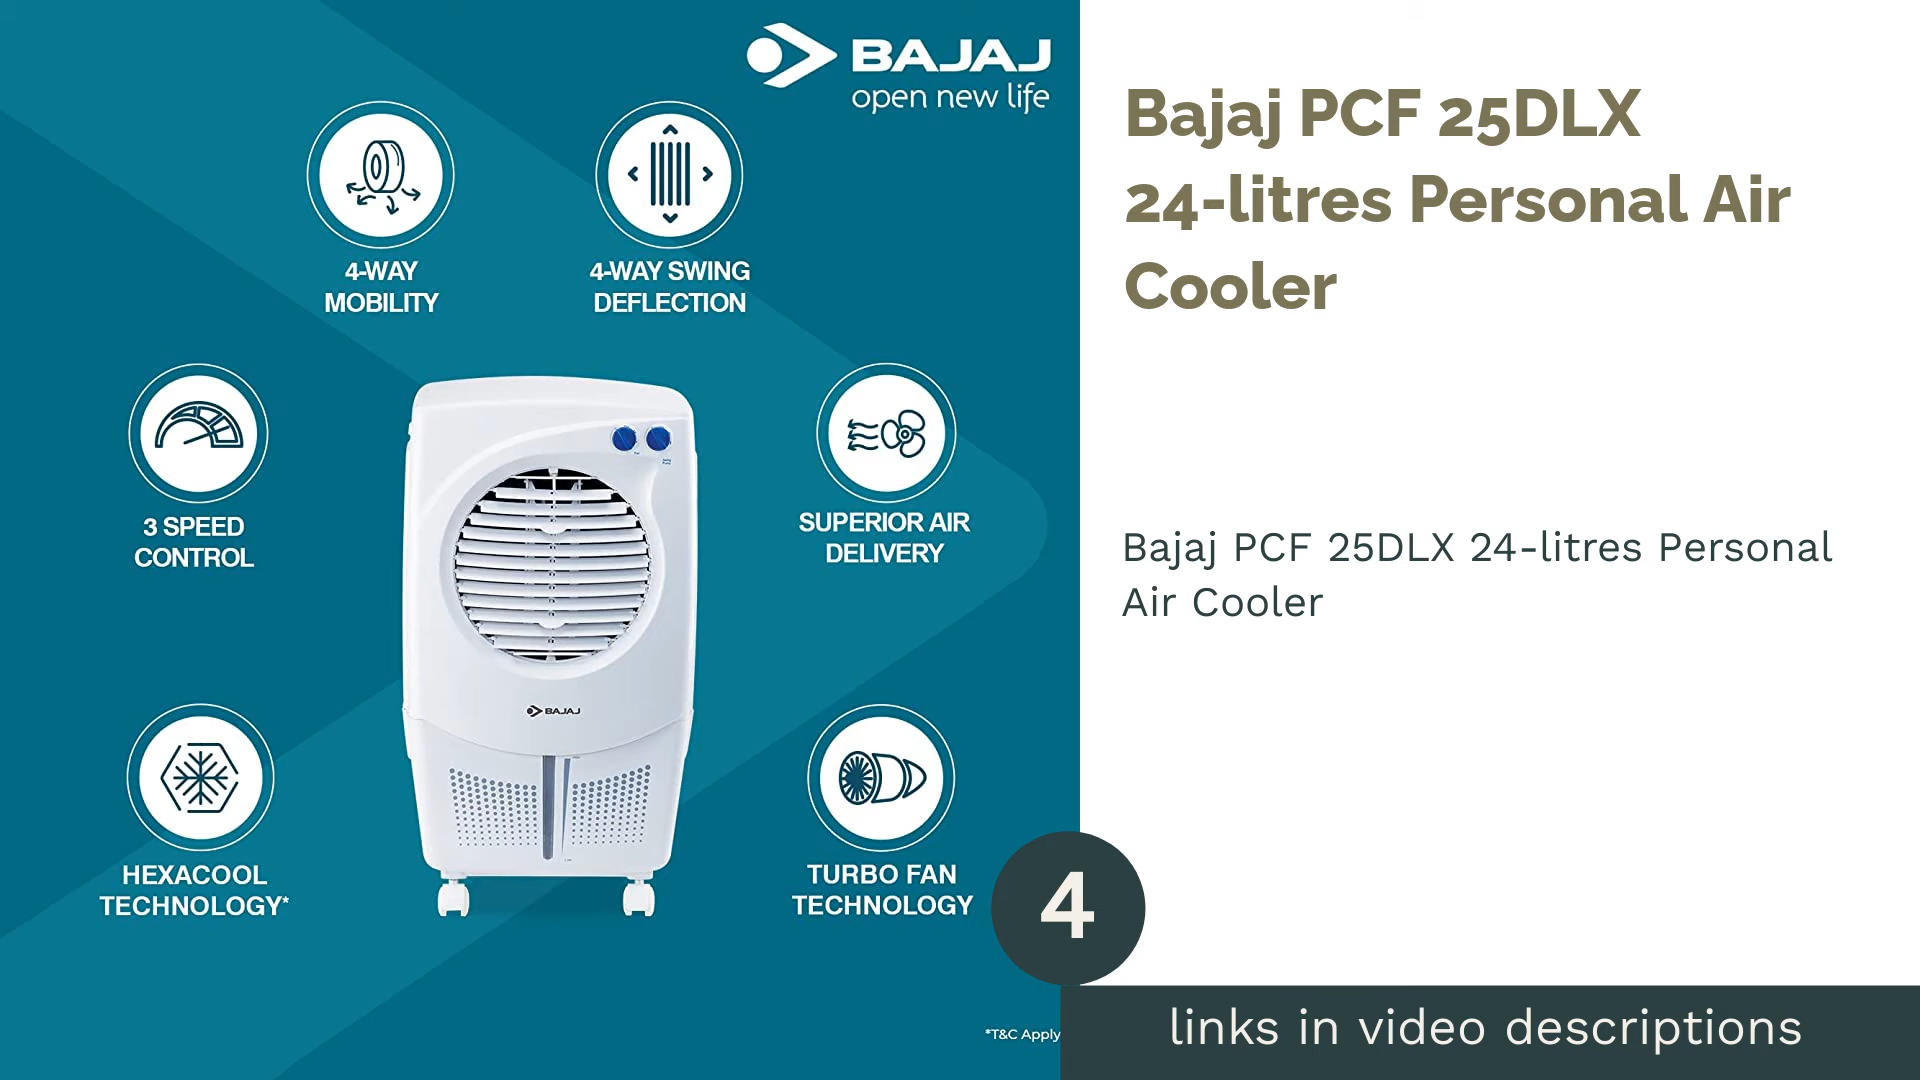 BAJAJ
open new life
4-WAY
MOBILITY
4-WAY SWING
DEFLECTION
3 SPEED
CONTROL
SUPERIOR AIR
DELIVERY
BAJAJ
HEXACOOL
TECHNOLOGY*
TURBO FAN
TECHNOLOGY
*T&C Apply
Bajaj PCF 25DLX
24-litres Personal Air
Cooler
Bajaj PCF 25DLX 24-litres Personal
Air Cooler
4
links in video descriptions